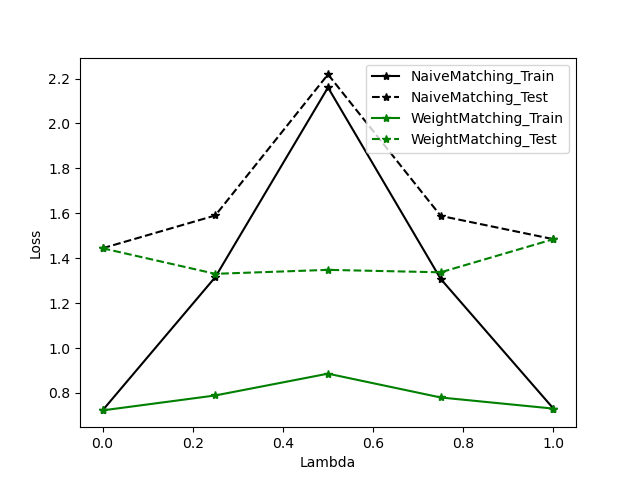 NaiveMatching_Train
NaiveMatching_Test
WeightMatching_Train
WeightMatching_Test
2.2
2.0
1.8
1.6
1.4
1.2
1.0
0.8
Loss
0.0 0.2 0.4 0.6 0.8 1.0
Lambda